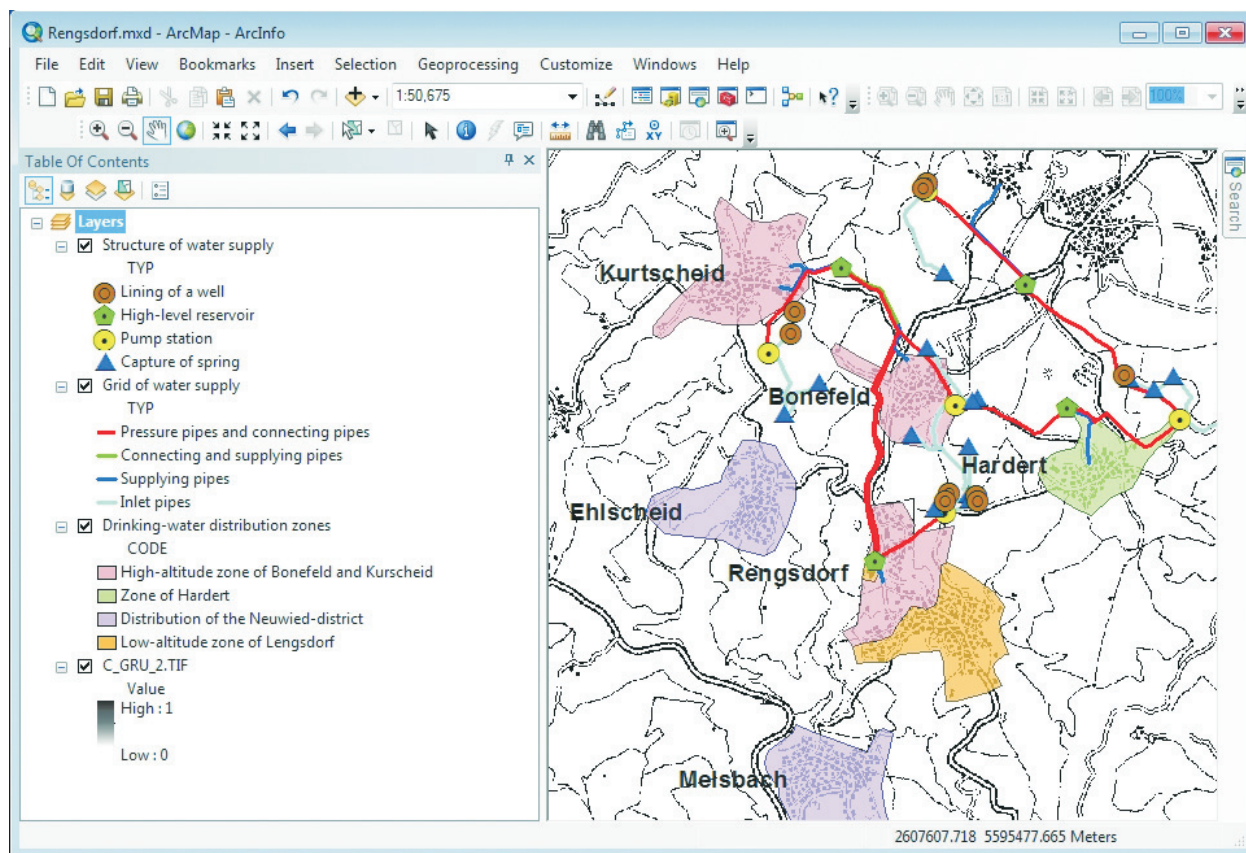 Rengsdorf.mxd - ArcMap - ArcInfo
File Edit View Bookmarks Insert Selection Geoprocessing Customize Windows Help
1:50,675
100%
XY
Table Of Contents
Search
Layers
Structure of water supply
TYP
Lining of a well
High-level reservoir
Pump station
Capture of spring
Grid of water supply
TYP
Pressure pipes and connecting pipes
Connecting and supplying pipes
Supplying pipes
Inlet pipes
Drinking-water distribution zones
CODE
High-altitude zone of Bonefeld and Kurscheid
Zone of Hardert
Distribution of the Neuwied-district
Low-altitude zone of Lengsdorf
C_GRU_2.TIF
Value
High : 1
Low : 0
Kurtscheid
Bonefeld
Hardert
Ehlscheid
Rengsdorf
Melsbach
2607607.718 5595477.665 Meters